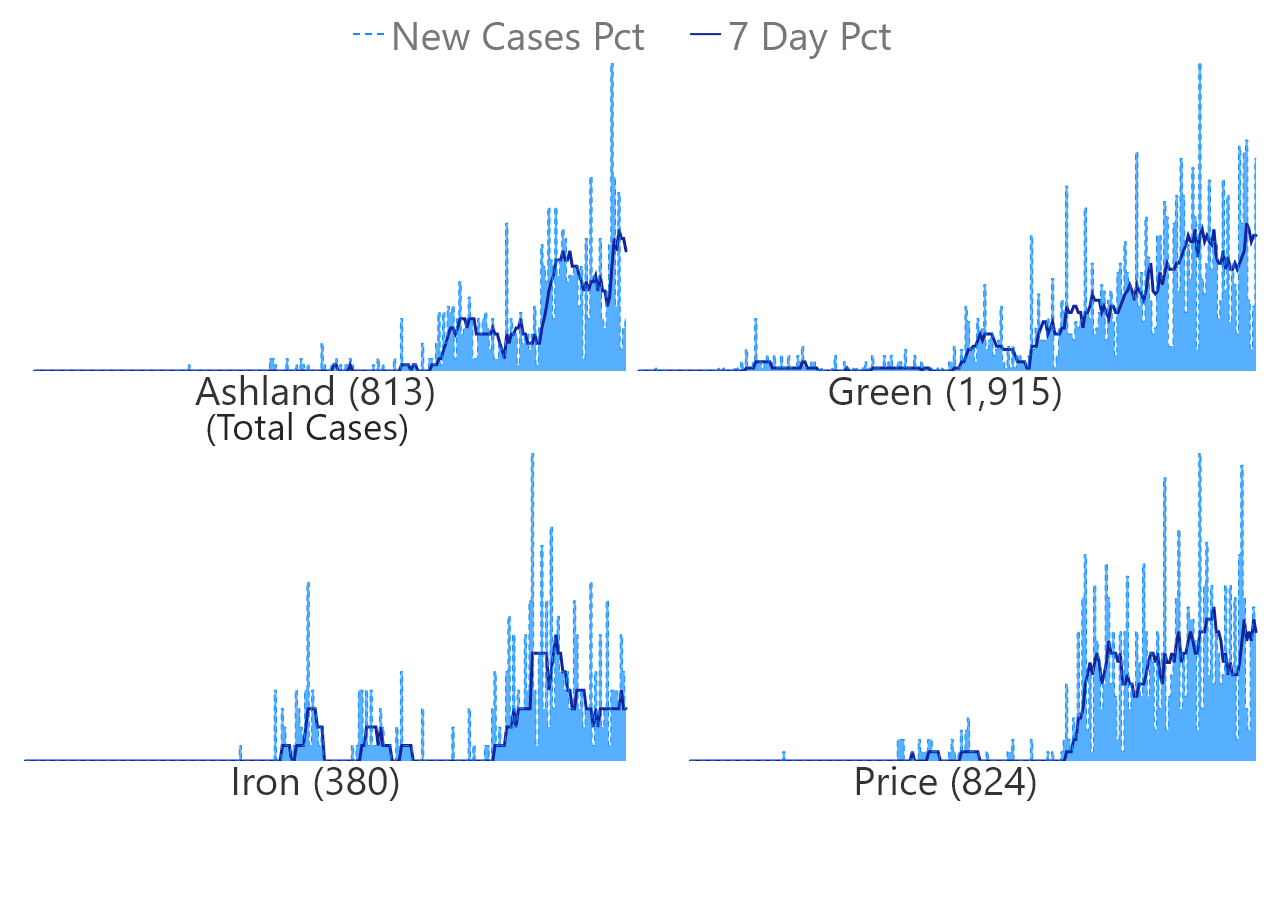 New Cases Pct 7 Day Pct
Ashland (813) Green (1,915)
(Total Cases)
Iron (380) Price (824)